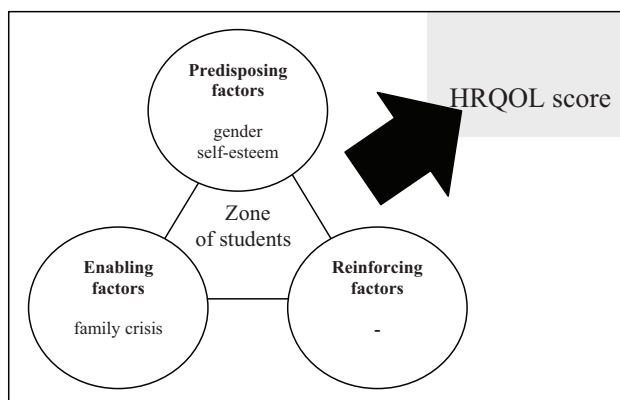 Predisposing
factors
gender
self-esteem
HRQOL score
Zone
of students
Enabling
factors
family crisis
Reinforcing
factors
-